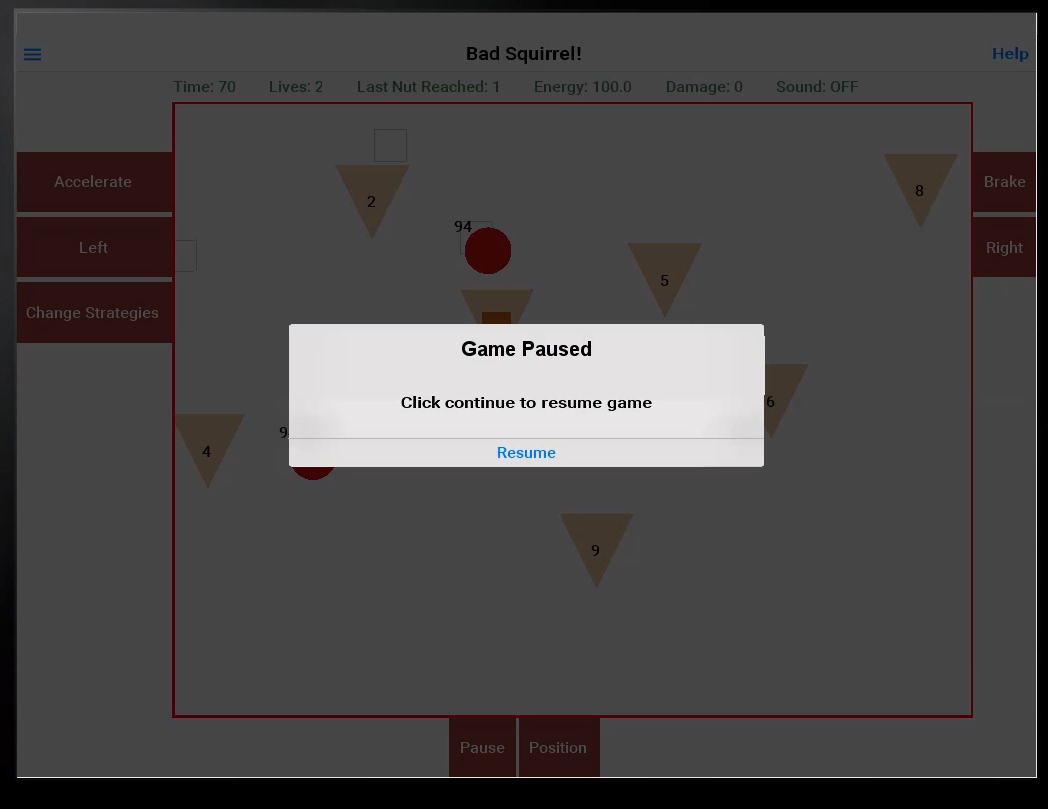 Bad Squirrel!
Help
Time: 70 Lives: 2 Last Nut Reached: 1 Energy: 100.0 Damage: 0 Sound: OFF
Accelerate
2
8
Brake
94
Left
5
Right
Change Strategies
Game Paused
Click continue to resume game
6
9
4
Resume
9
Pause
Position